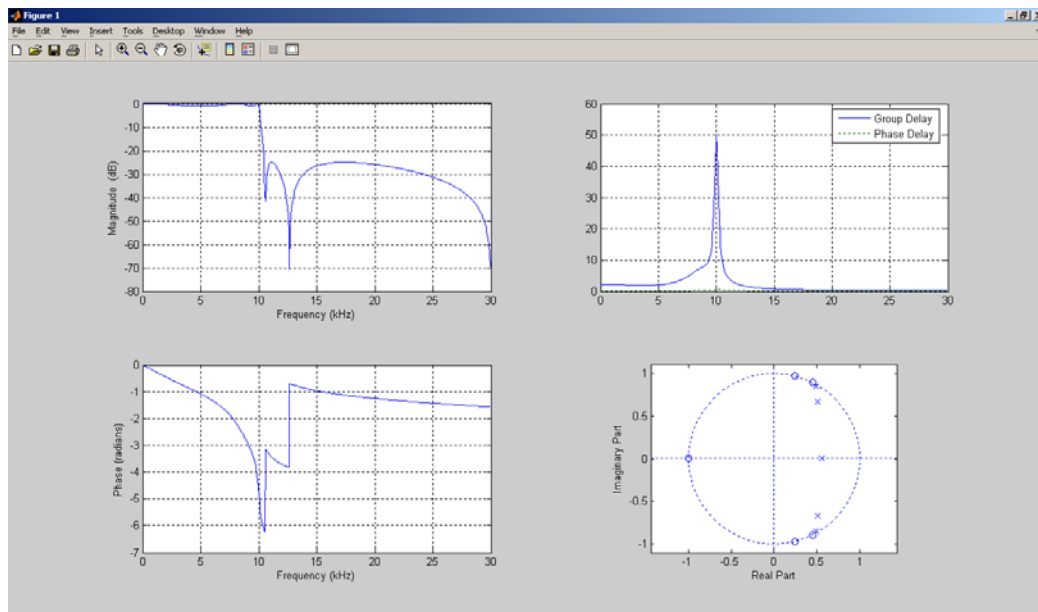 Figure 1
File Edit View Insert Tools Desktop Window Help
0
-10
-20
-30
-40
-50
-60
-70
-80
0 5 10 15 20 25 30
Magnitude (dB)
Frequency (kHz)
60
50
40
30
20
10
0
0 5 10 15 20 25 30
Group Delay
Phase Delay
0
-1
-2
-3
-4
-5
-6
-7
0 5 10 15 20 25 30
Phase (radians)
Frequency (kHz)
1
0.5
0
-0.5
-1
-1 -0.5 0 0.5 1
Imaginary Part
Real Part